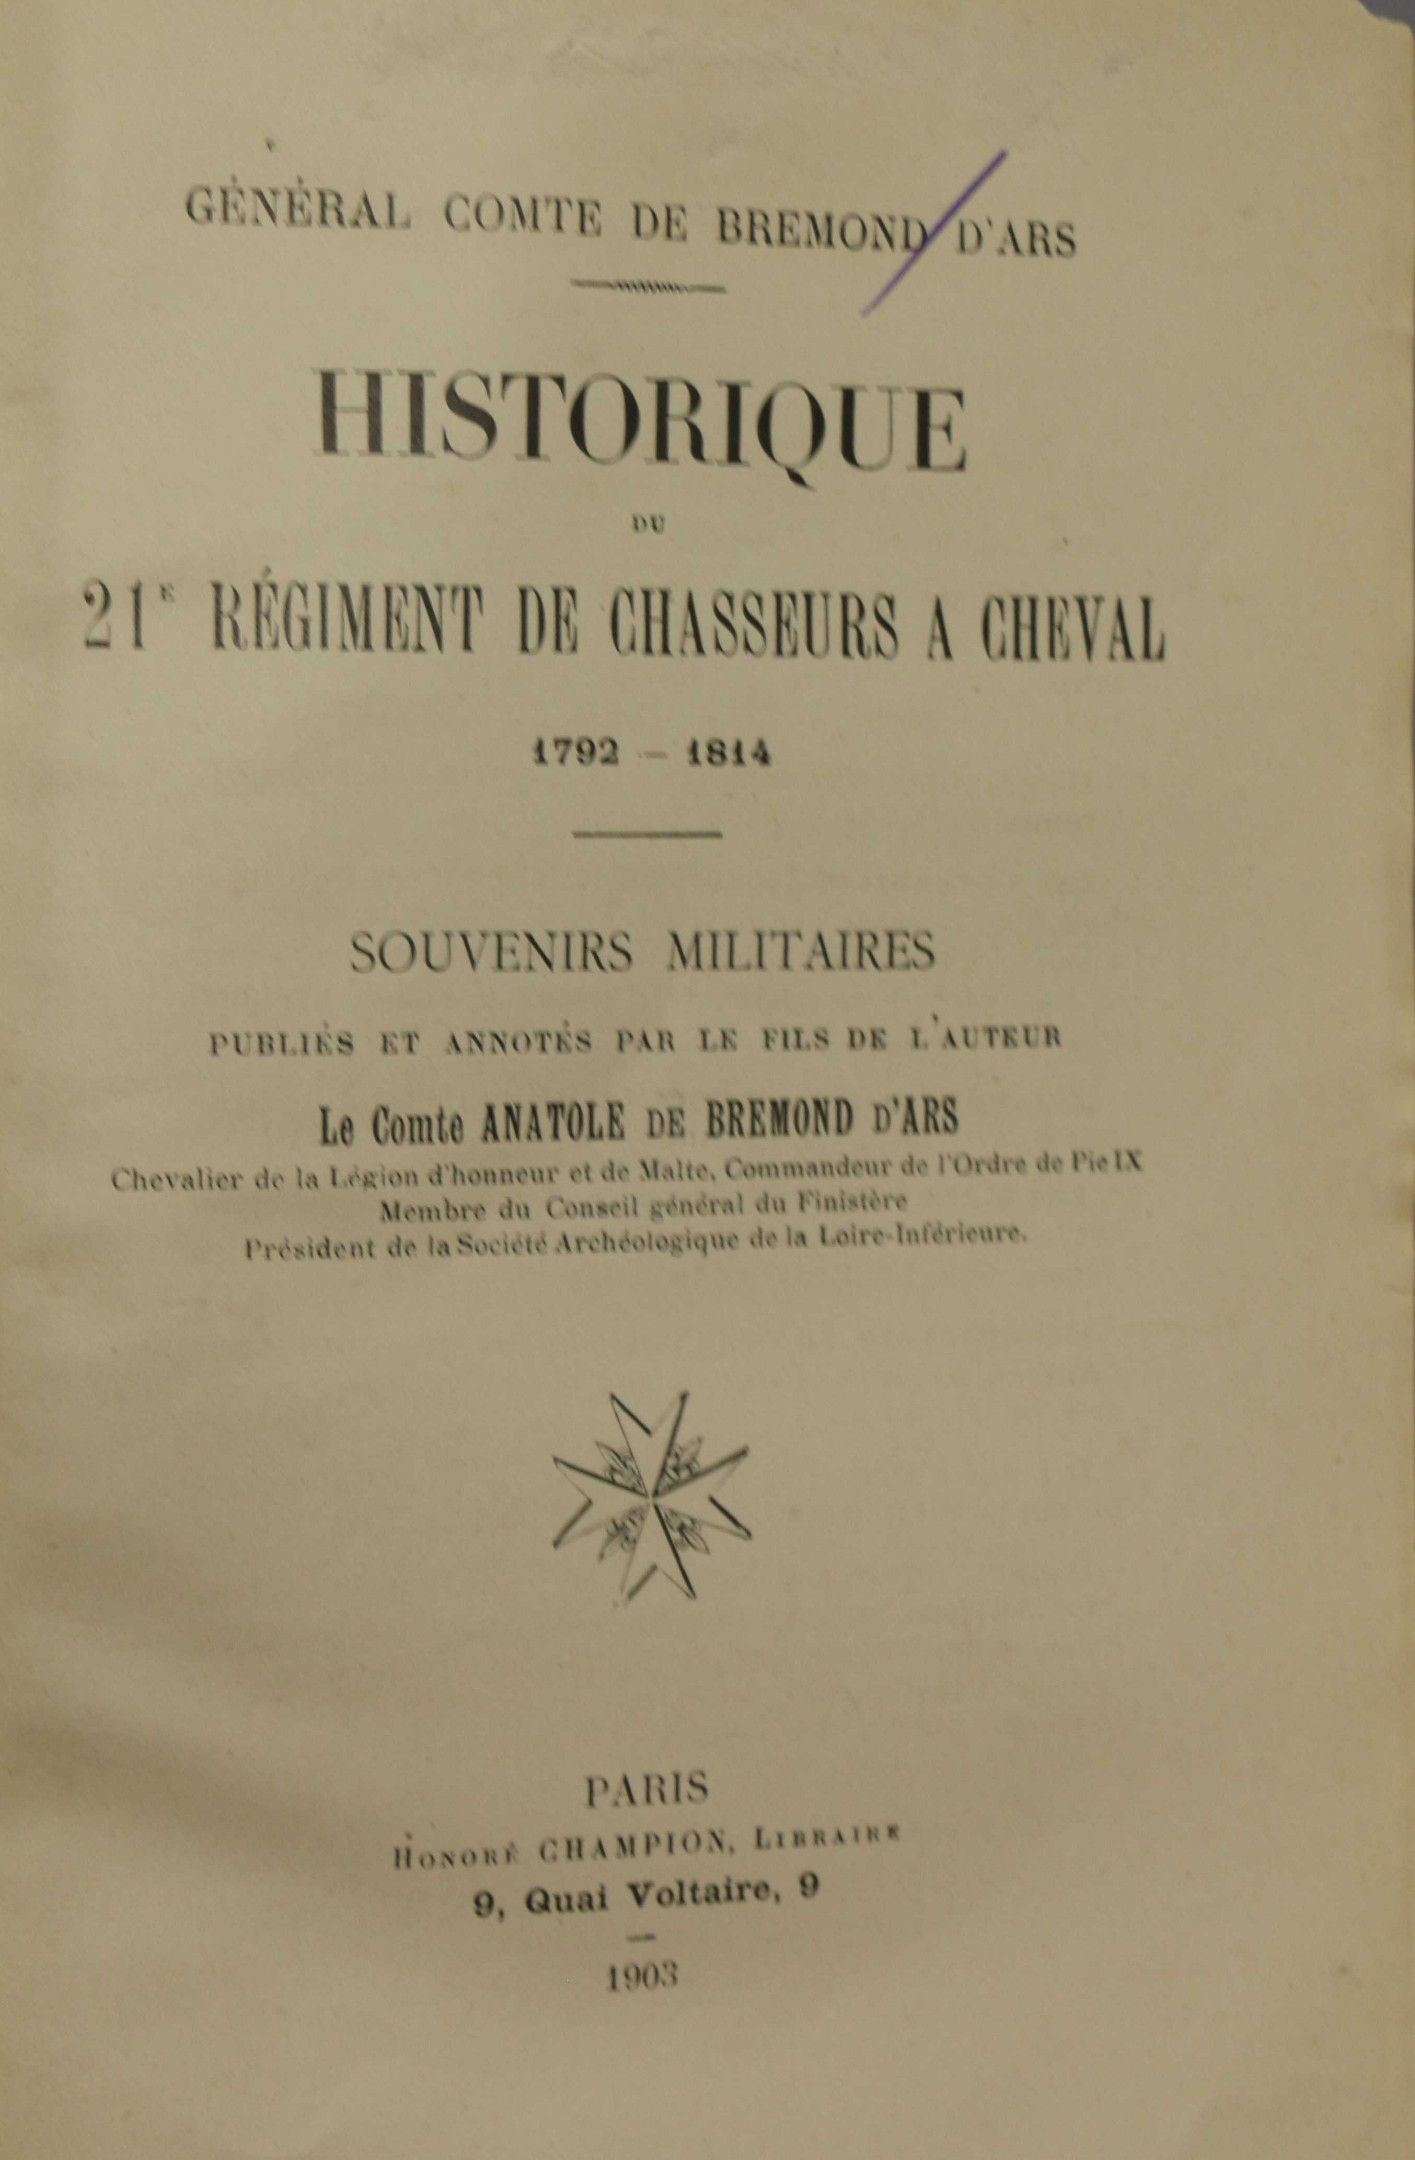 GÉNÉRAL COMTE DE BREMOND D'ARS
HISTORIQUE
DU
21E RÉGIMENT DE CHASSEURS A CHEVAL
1792 — 1814
SOUVENIRS MILITAIRES
PUBLIÉS ET ANNOTÉS PAR LE FILS DE L'AUTEUR
Le Comte ANATOLE DE BREMOND D'ARS
Chevalier de la Légion d'honneur et de Malte, Commandeur de l'Ordre de Pie IX
Membre du Conseil général du Finistère
Président de la Société Archéologique de la Loire-Inférieure.
PARIS
HONORÉ CHAMPION, LIBRAIRE
9, Quai Voltaire, 9
1903